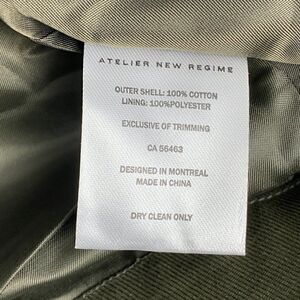 ATELIER NEW REGIME
OUTER SHELL: 100% COTTON
LINING: 100%POLYESTER
EXCLUSIVE OF TRIMMING
CA 56463
DESIGNED IN MONTREAL
MADE IN CHINA
DRY CLEAN ONLY